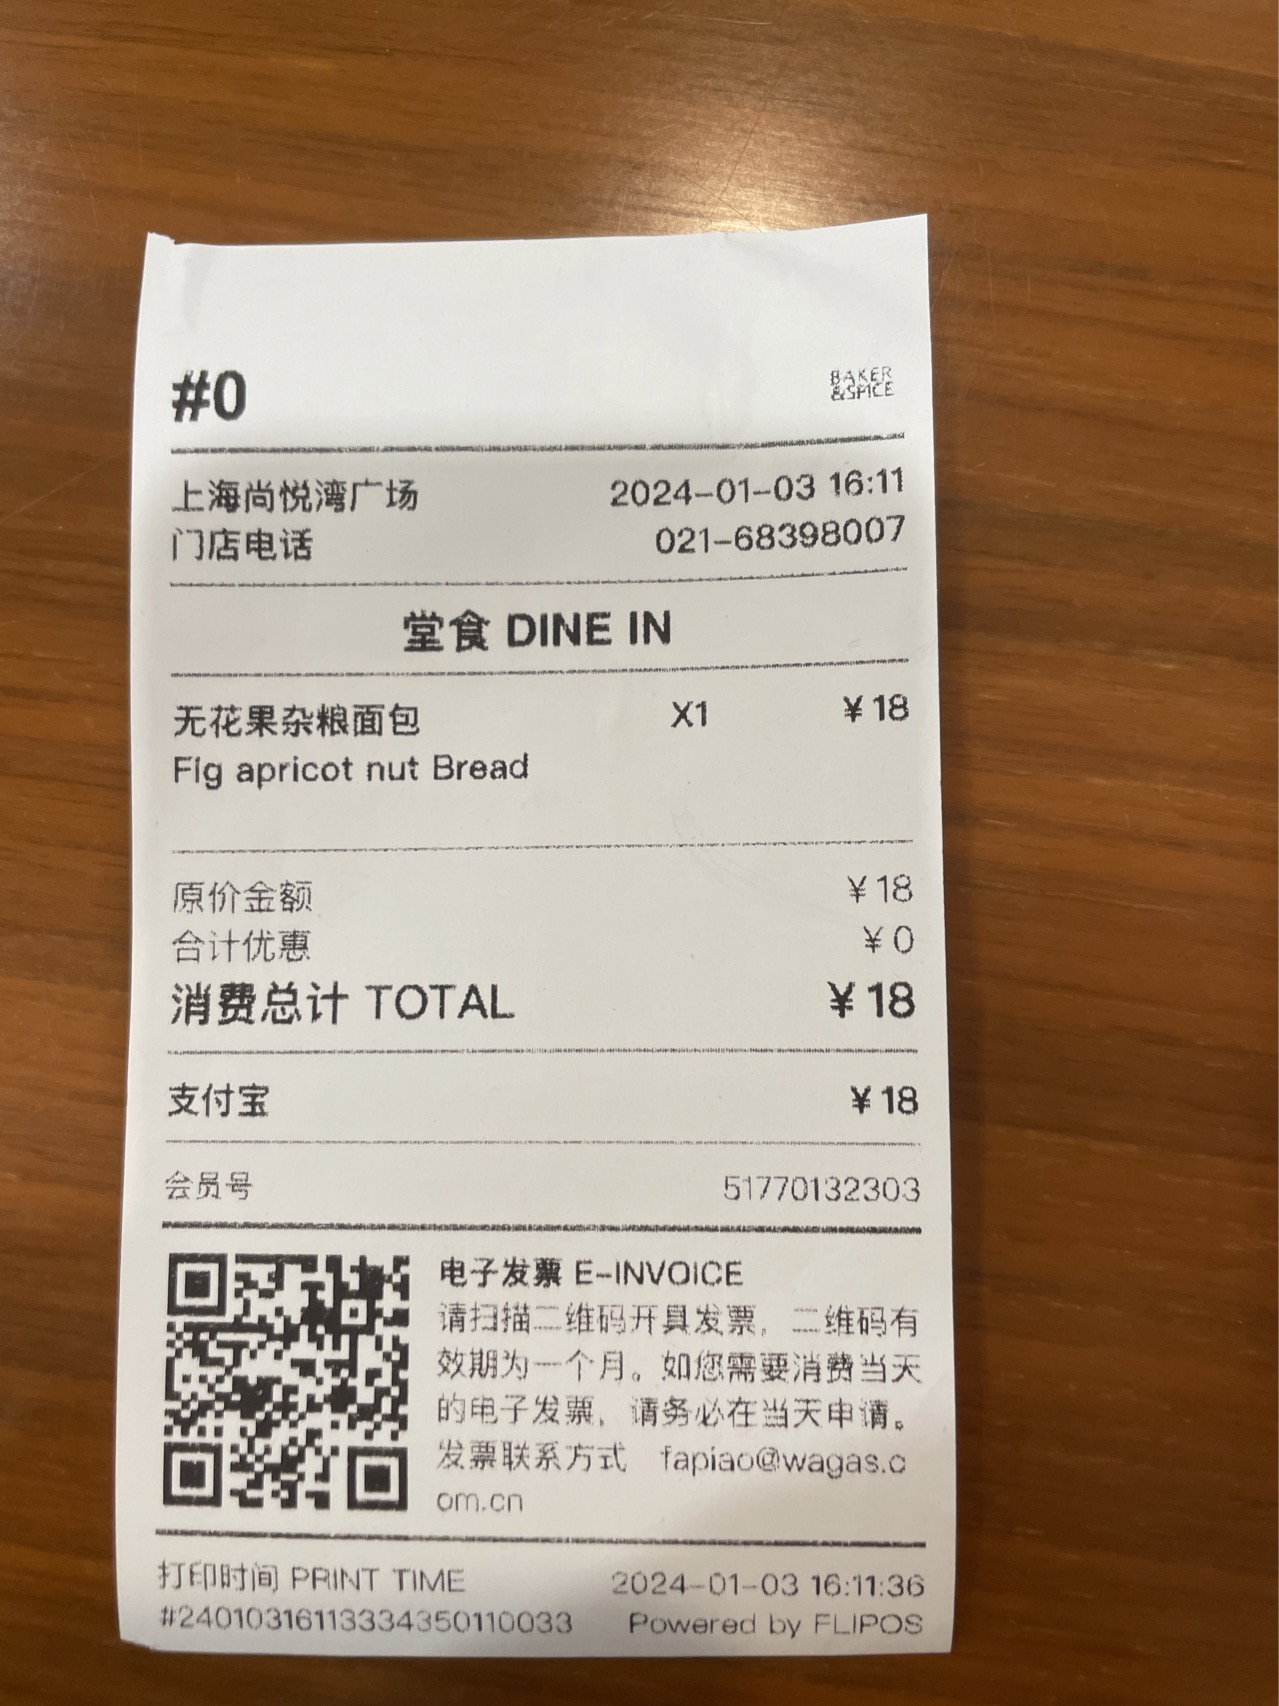 #0
BAKER
&SPICE
上海尚悦湾广场 2024-01-03 16:11
门店电话 021-68398007
堂食 DINE IN
无花果杂粮面包 X1 ¥18
FIg apricot nut Bread
原价金额 ¥18
合计优惠 ¥0
消费总计 TOTAL ¥18
支付宝 ¥18
会员号 51770132303
电子发票 E-INVOICE
请扫描二维码开具发票，二维码有
效期为一个月。如您需要消费当天
的电子发票，请务必在当天申请。
发票联系方式 fapiao@wagas.c
om.cn
打印时间 PRINT TIME 2024-01-03 16:11:36
#240103161133334350110033 Powered by FLIPOS